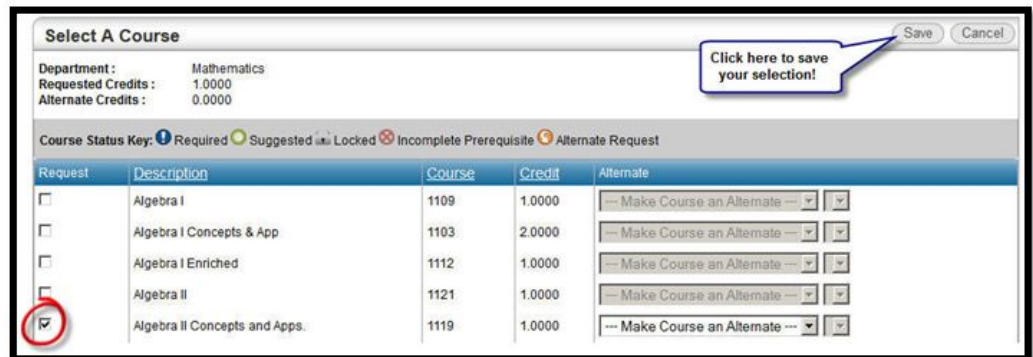 Select A Course
Save
Cancel
Click here to save
your selection!
Department : Mathematics
Requested Credits : 1.0000
Alternate Credits : 0.0000
Course Status Key: Required Suggested Locked Incomplete Prerequisite Alternate Request
Request Description Course Credit Alternate
Algebra I 1109 1.0000 --- Make Course an Alternate ---
Algebra I Concepts & App 1103 2.0000 --- Make Course an Alternate ---
Algebra I Enriched 1112 1.0000 --- Make Course an Alternate ---
Algebra II 1121 1.0000 --- Make Course an Alternate ---
Algebra II Concepts and Apps. 1119 1.0000 --- Make Course an Alternate ---